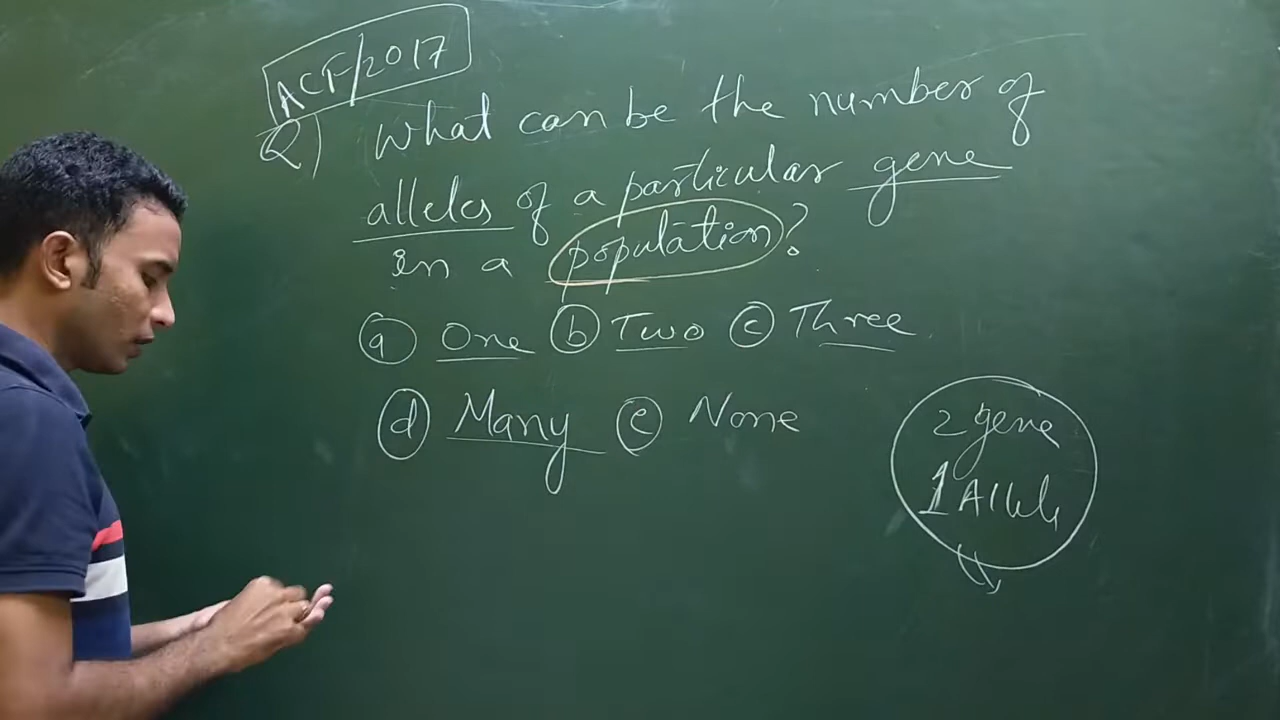 ACF/2017
Q) What can be the number of
alleles of a particular gene
in a population?
(a) One (b) Two (c) Three
(d) Many (e) None
2 gene
1 Allele